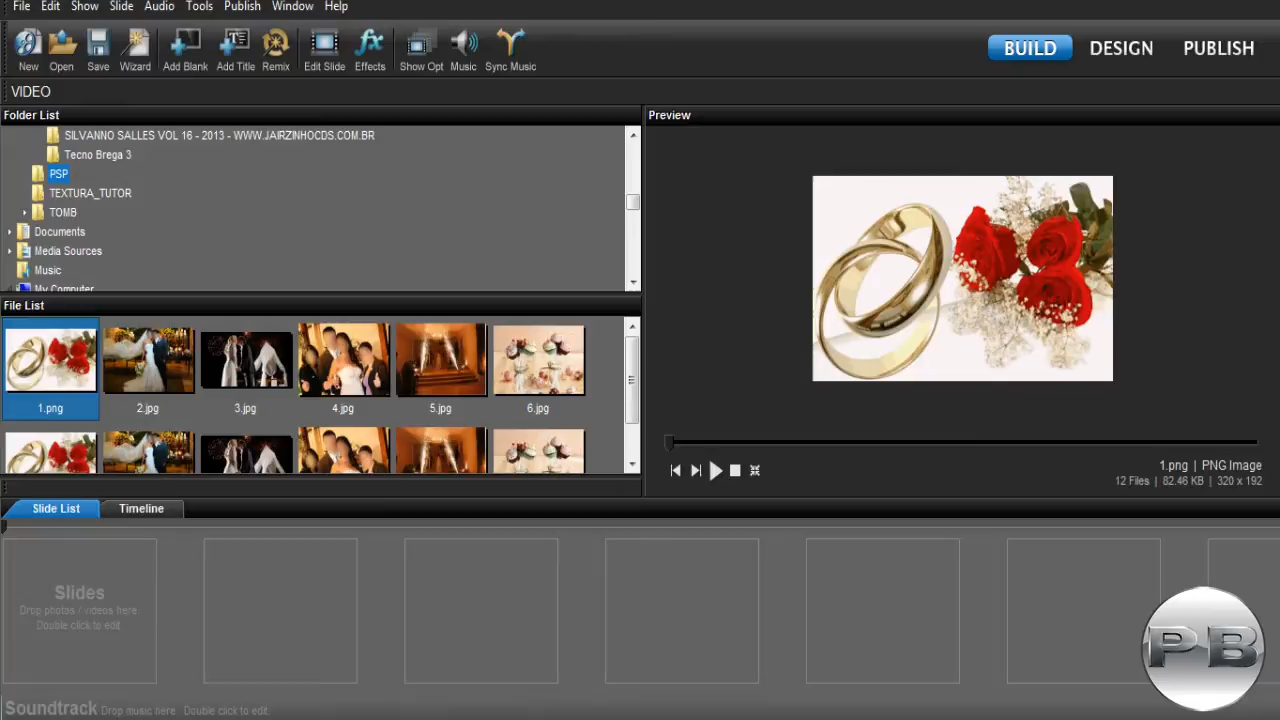 File Edit Show Slide Audio Tools Publish Window Help
New Open Save Wizard Add Blank Add Title Remix Edit Slide Effects Show Opt Music Sync Music
BUILD DESIGN PUBLISH
VIDEO
Folder List
Preview
SILVANNO SALLES VOL 16 - 2013 - WWW.JAIRZINHOCDS.COM.BR
Tecno Brega 3
PSP
TEXTURA_TUTOR
TOMB
Documents
Media Sources
Music
My Computer
File List
1.png 2.jpg 3.jpg 4.jpg 5.jpg 6.jpg
1.png | PNG Image
12 Files | 82.46 KB | 320 x 192
Slide List Timeline
Slides
Drop photos / videos here.
Double click to edit
PB
Soundtrack Drop music here. Double click to edit.